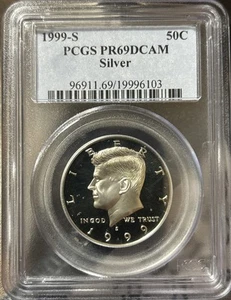 1999-S 50C
PCGS PR69DCAM
Silver
96911.69/19996103
LIBERTY
IN GOD WE TRUST
S
1999